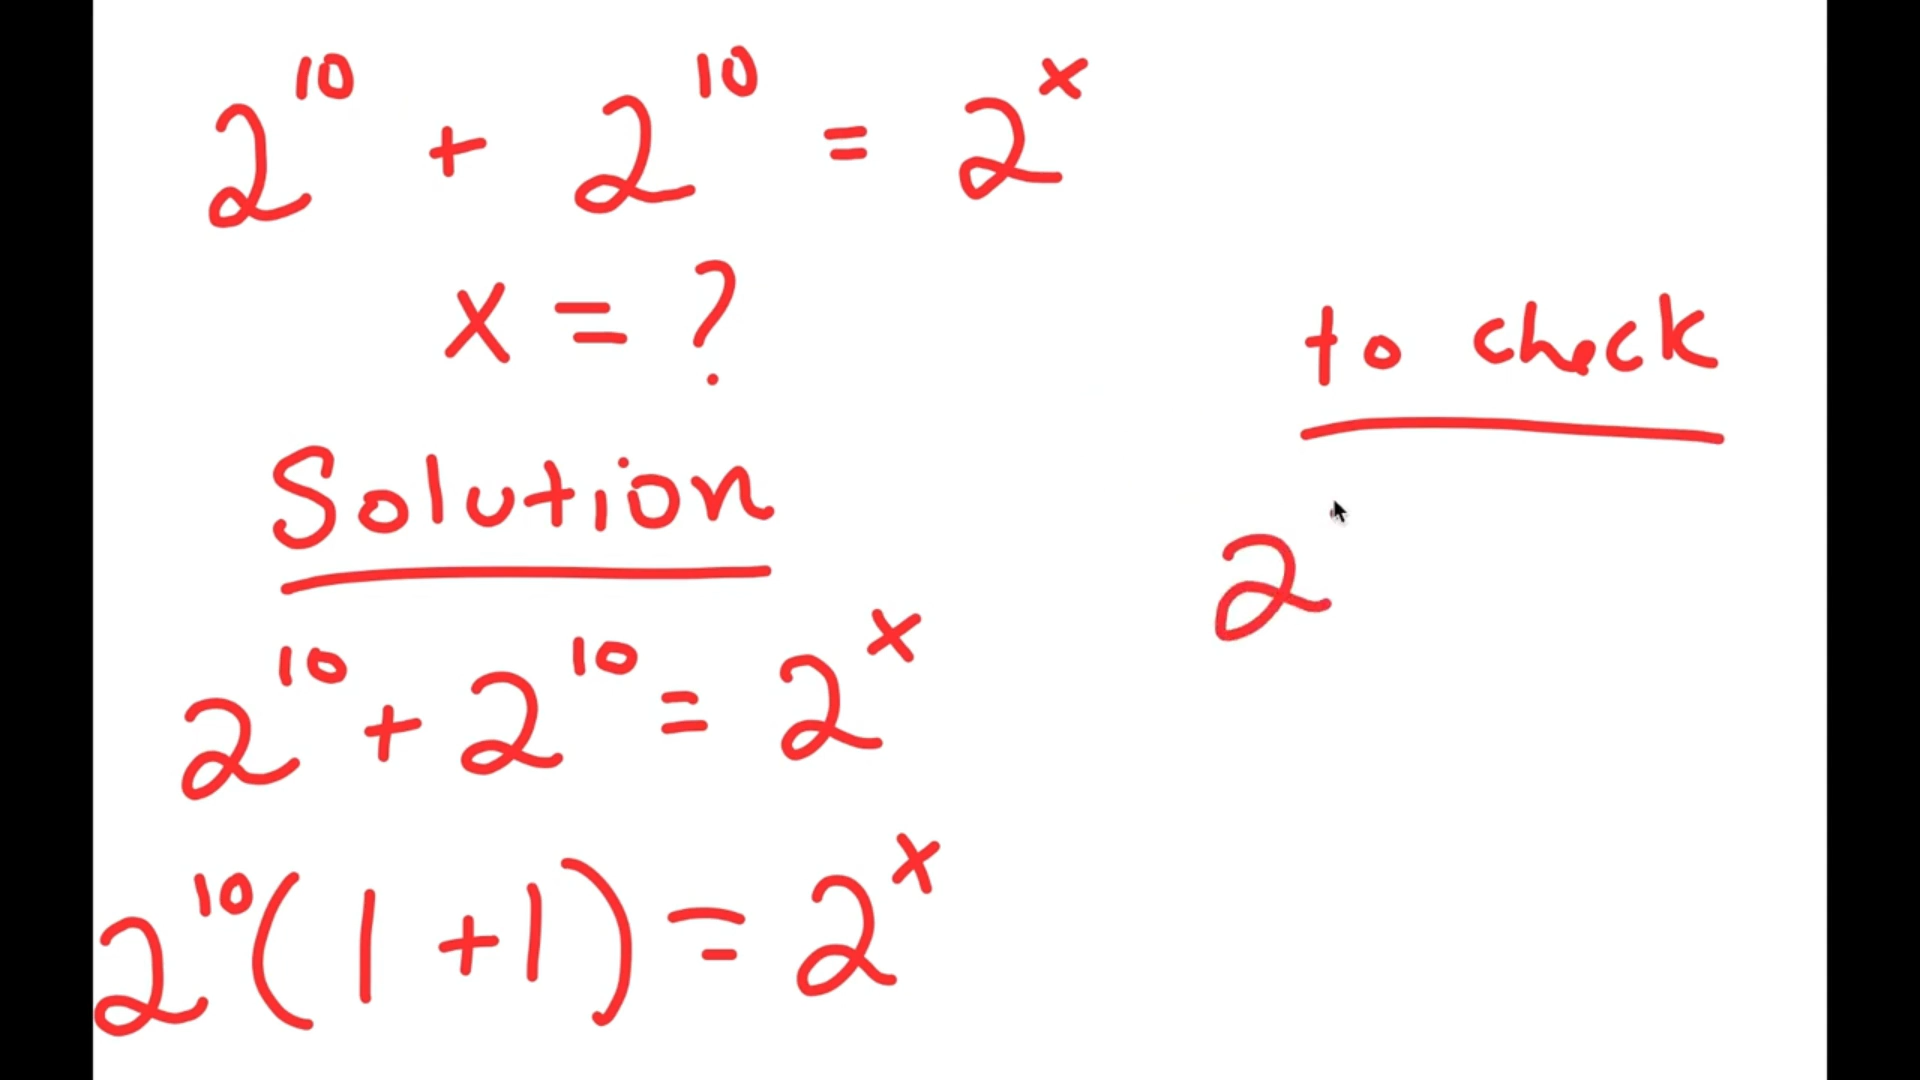 2^10 + 2^10 = 2^x
x = ?
Solution
2^10 + 2^10 = 2^x
2^10 (1 + 1) = 2^x
to check
2